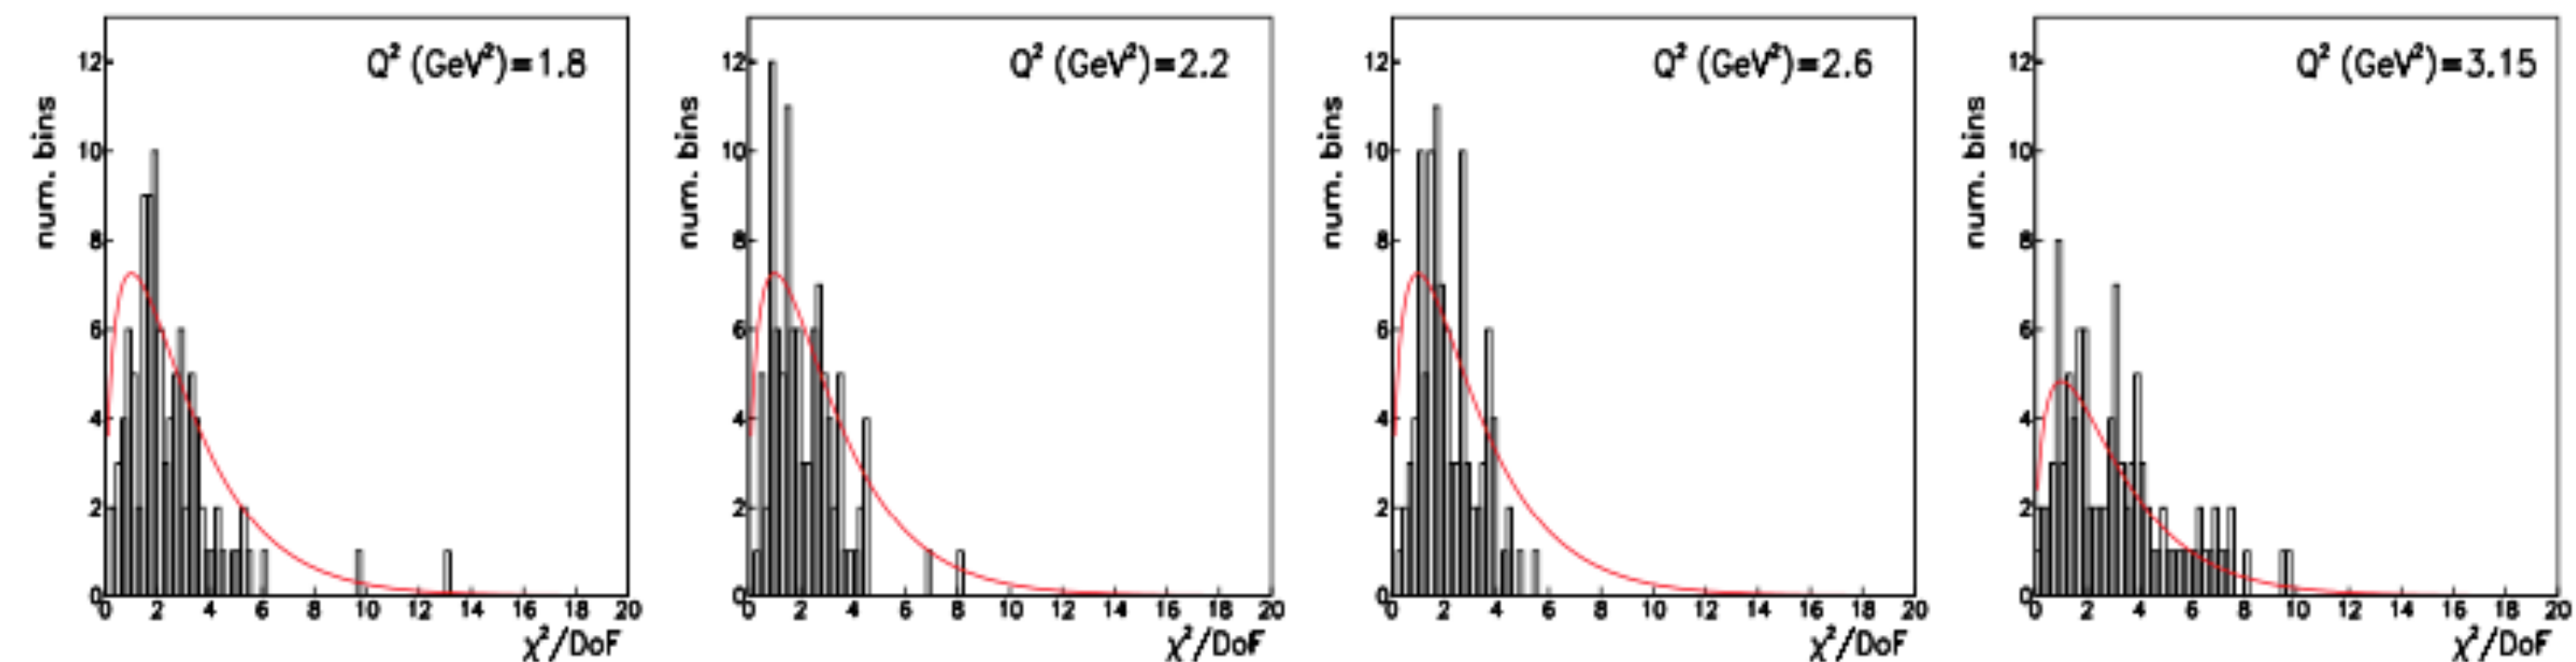 Q² (GeV²)=1.8
num. bins
12
10
8
6
4
2
0
0 2 4 6 8 10 12 14 16 18 20
χ²/DoF
Q² (GeV²)=2.2
num. bins
12
10
8
6
4
2
0
0 2 4 6 8 10 12 14 16 18 20
χ²/DoF
Q² (GeV²)=2.6
num. bins
12
10
8
6
4
2
0
0 2 4 6 8 10 12 14 16 18 20
χ²/DoF
Q² (GeV²)=3.15
num. bins
12
10
8
6
4
2
0
0 2 4 6 8 10 12 14 16 18 20
χ²/DoF